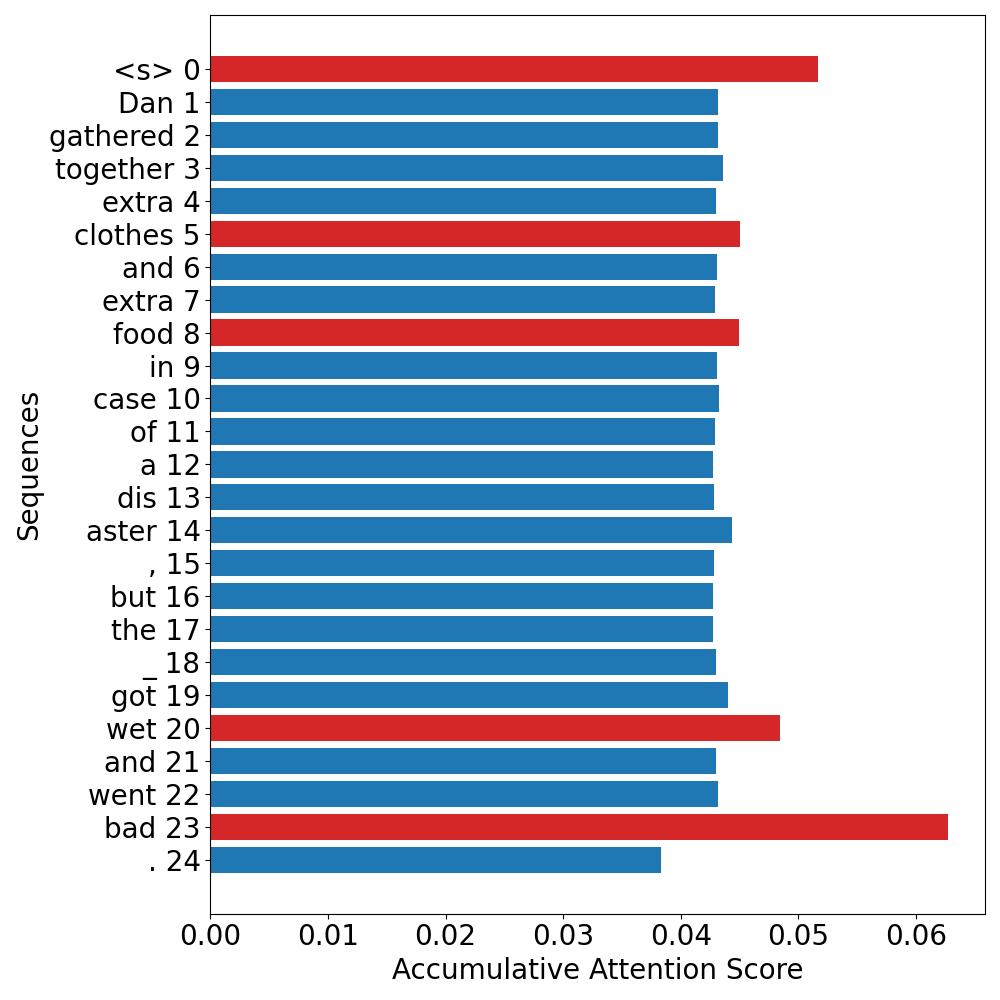 <s> 0
Dan 1
gathered 2
together 3
extra 4
clothes 5
and 6
extra 7
food 8
in 9
case 10
of 11
a 12
dis 13
aster 14
, 15
but 16
the 17
_ 18
got 19
wet 20
and 21
went 22
bad 23
. 24
Sequences
0.00 0.01 0.02 0.03 0.04 0.05 0.06
Accumulative Attention Score